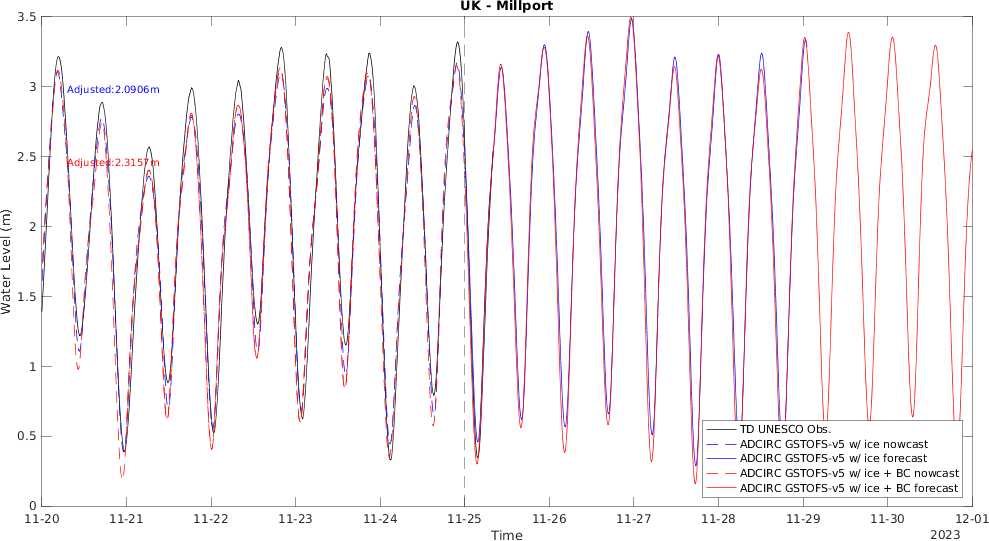 UK - Millport
3.5
3
2.5
2
1.5
1
0.5
0
Water Level (m)
Adjusted:2.0906m
Adjusted:2.3157m
TD UNESCO Obs.
ADCIRC GSTOFS-v5 w/ ice nowcast
ADCIRC GSTOFS-v5 w/ ice forecast
ADCIRC GSTOFS-v5 w/ ice + BC nowcast
ADCIRC GSTOFS-v5 w/ ice + BC forecast
11-20 11-21 11-22 11-23 11-24 11-25 11-26 11-27 11-28 11-29 11-30 12-01
Time
2023